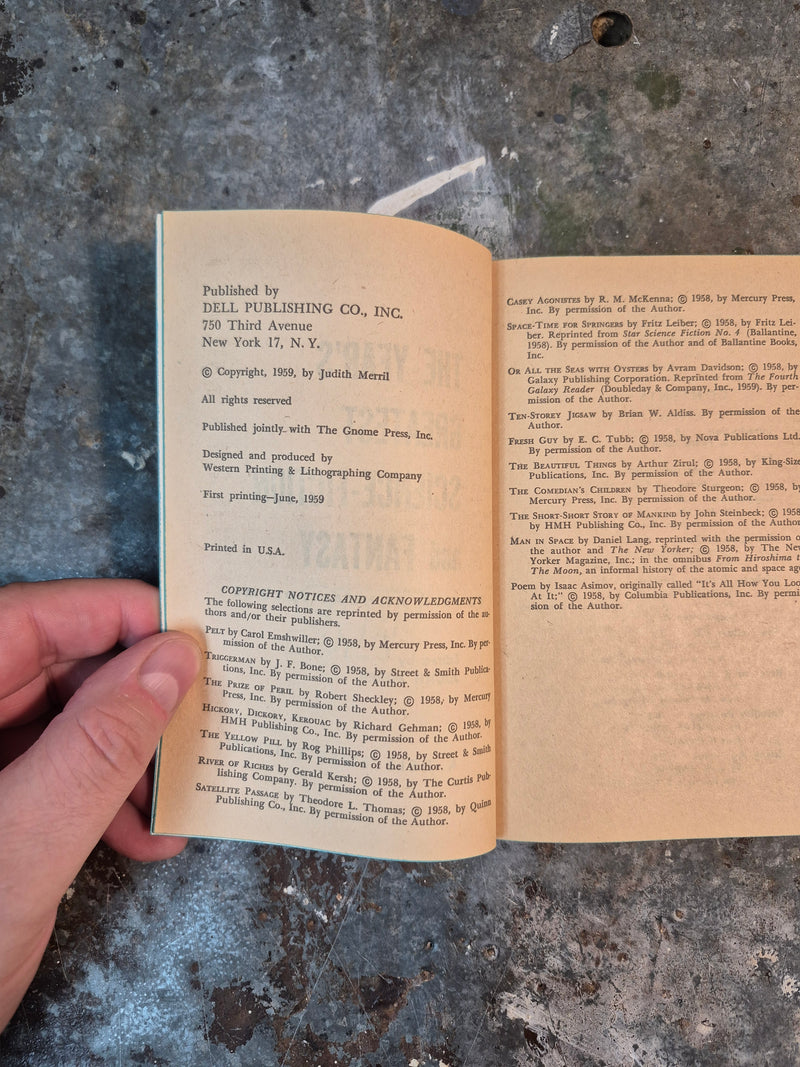 Published by
DELL PUBLISHING CO., INC.
750 Third Avenue
New York 17, N. Y.
© Copyright, 1959, by Judith Merril
All rights reserved
Published jointly with The Gnome Press, Inc.
Designed and produced by
Western Printing & Lithographing Company
First printing—June, 1959
Printed in U.S.A.
COPYRIGHT NOTICES AND ACKNOWLEDGMENTS
The following selections are reprinted by permission of the au-
thors and/or their publishers.
PELT by Carol Emshwiller; © 1958, by Mercury Press, Inc. By per-
mission of the Author.
TRIGGERMAN by J. F. Bone; © 1958, by Street & Smith Publica-
tions, Inc. By permission of the Author.
THE PRIZE OF PERIL by Robert Sheckley; © 1958, by Mercury
Press, Inc. By permission of the Author.
HICKORY, DICKORY, KEROUAC by Richard Gehman; © 1958, by
HMH Publishing Co., Inc. By permission of the Author.
THE YELLOW PILL by Rog Phillips; © 1958, by Street & Smith
Publications, Inc. By permission of the Author.
RIVER OF RICHES by Gerald Kersh; © 1958, by The Curtis Pub-
lishing Company. By permission of the Author.
SATELLITE PASSAGE by Theodore L. Thomas; © 1958, by Quinn
Publishing Co., Inc. By permission of the Author.
CASEY AGONISTES by R. M. McKenna; © 1958, by Mercury Press,
Inc. By permission of the Author.
SPACE-TIME FOR SPRINGERS by Fritz Leiber; © 1958, by Fritz Lei-
ber. Reprinted from Star Science Fiction No. 4 (Ballantine,
1958). By permission of the Author and of Ballantine Books,
Inc.
OR ALL THE SEAS WITH OYSTERS by Avram Davidson; © 1958, by
Galaxy Publishing Corporation. Reprinted from The Fourth
Galaxy Reader (Doubleday & Company, Inc., 1959). By per-
mission of the Author.
TEN-STOREY JIGSAW by Brian W. Aldiss. By permission of the
Author.
FRESH GUY by E. C. Tubb; © 1958, by Nova Publications Ltd.
By permission of the Author.
THE BEAUTIFUL THINGS by Arthur Zirul; © 1958, by King-Size
Publications, Inc. By permission of the Author.
THE COMEDIAN'S CHILDREN by Theodore Sturgeon; © 1958, by
Mercury Press, Inc. By permission of the Author.
THE SHORT-SHORT STORY OF MANKIND by John Steinbeck; © 1958
by HMH Publishing Co., Inc. By permission of the Author
MAN IN SPACE by Daniel Lang, reprinted with the permission o
the author and The New Yorker; © 1958, by The New
Yorker Magazine, Inc.; in the omnibus From Hiroshima t
The Moon, an informal history of the atomic and space ag
Poem by Isaac Asimov, originally called "It's All How You Loo
At It;" © 1958, by Columbia Publications, Inc. By permi
sion of the Author.